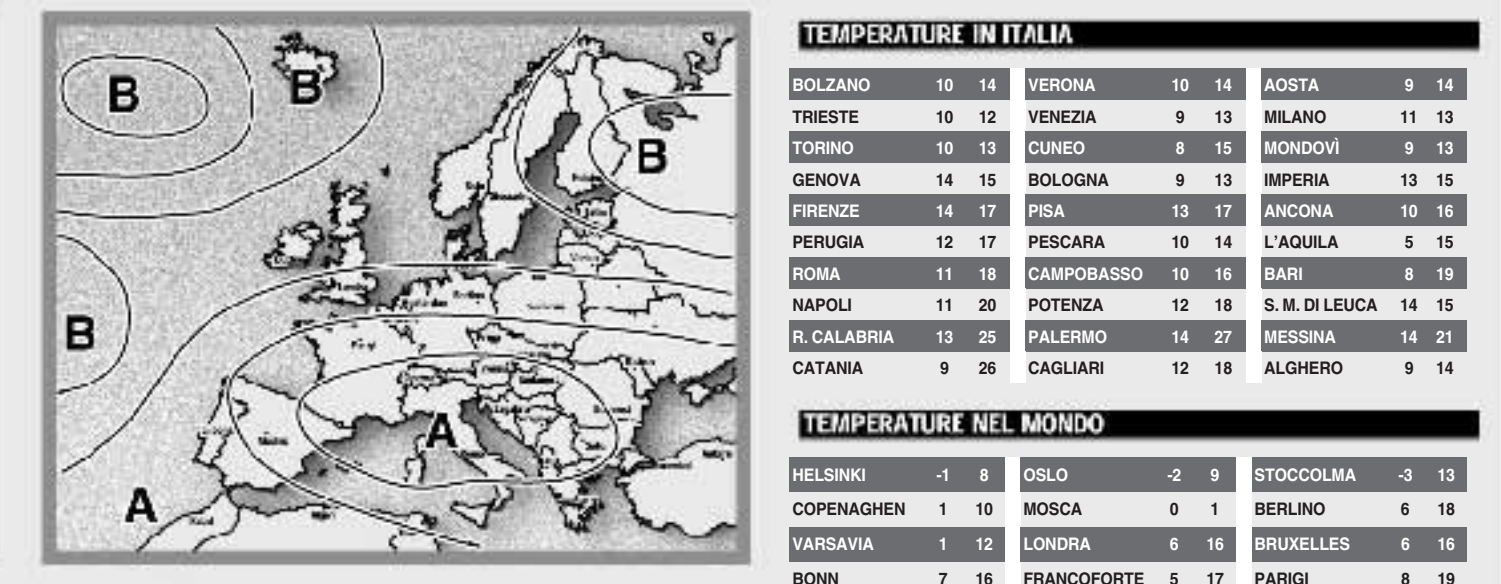 B
B
B
B
A
A
TEMPERATURE IN ITALIA
BOLZANO 10 14 VERONA 10 14 AOSTA 9 14
TRIESTE 10 12 VENEZIA 9 13 MILANO 11 13
TORINO 10 13 CUNEO 8 15 MONDOVÌ 9 13
GENOVA 14 15 BOLOGNA 9 13 IMPERIA 13 15
FIRENZE 14 17 PISA 13 17 ANCONA 10 16
PERUGIA 12 17 PESCARA 10 14 L'AQUILA 5 15
ROMA 11 18 CAMPOBASSO 10 16 BARI 8 19
NAPOLI 11 20 POTENZA 12 18 S. M. DI LEUCA 14 15
R. CALABRIA 13 25 PALERMO 14 27 MESSINA 14 21
CATANIA 9 26 CAGLIARI 12 18 ALGHERO 9 14
TEMPERATURE NEL MONDO
HELSINKI -1 8 OSLO -2 9 STOCCOLMA -3 13
COPENAGHEN 1 10 MOSCA 0 1 BERLINO 6 18
VARSAVIA 1 12 LONDRA 6 16 BRUXELLES 6 16
BONN 7 16 FRANCOFORTE 5 17 PARIGI 8 19